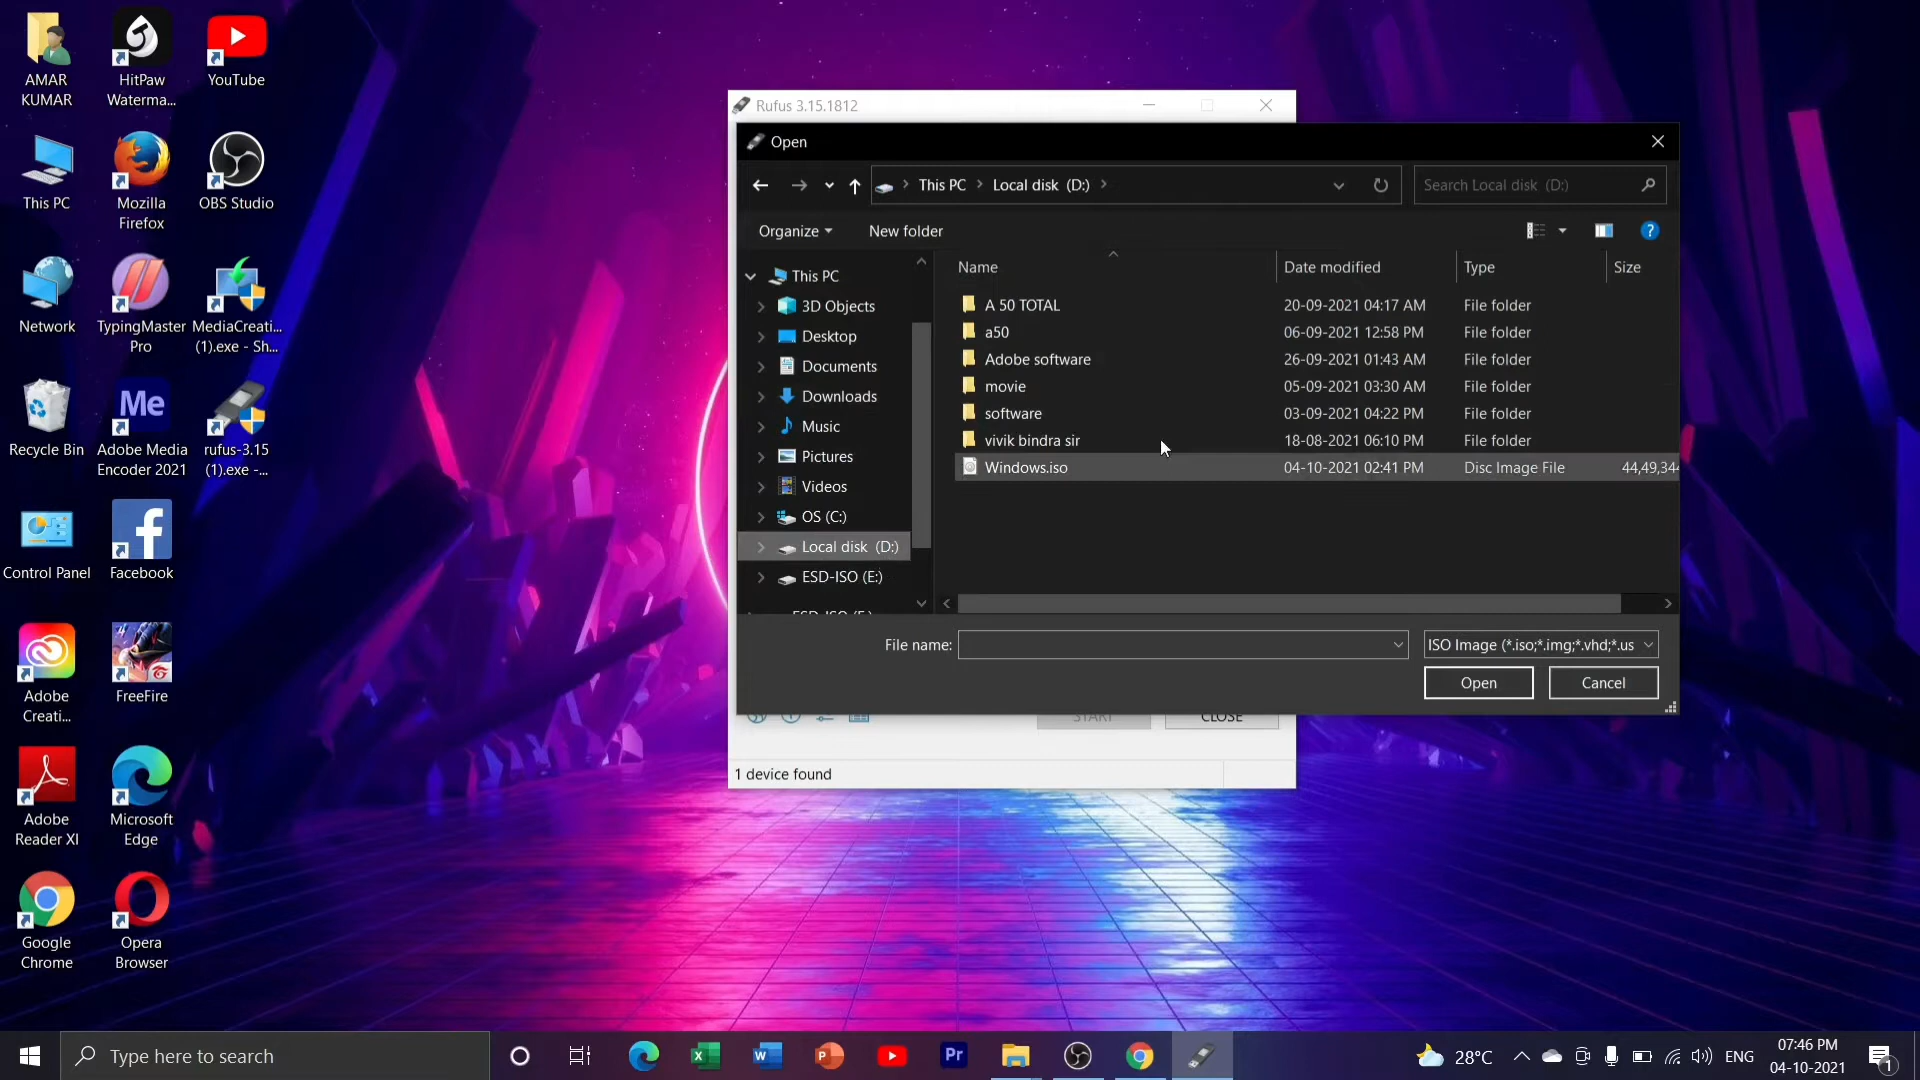 AMAR
KUMAR
HitPaw
Waterma...
YouTube
This PC
Mozilla
Firefox
OBS Studio
Network
TypingMaster
Pro
MediaCreati...
(1).exe - Sh...
Recycle Bin
Me
Adobe Media
Encoder 2021
rufus-3.15
(1).exe -...
Control Panel
Facebook
Adobe
Creati...
FreeFire
Adobe
Reader XI
Microsoft
Edge
Google
Chrome
Opera
Browser
Rufus 3.15.1812
Open
This PC
Local disk (D:)
Search Local disk (D:)
Organize
New folder
This PC
3D Objects
Desktop
Documents
Downloads
Music
Pictures
Videos
OS (C:)
Local disk (D:)
ESD-ISO (E:)
Name Date modified Type Size
A 50 TOTAL 20-09-2021 04:17 AM File folder
a50 06-09-2021 12:58 PM File folder
Adobe software 26-09-2021 01:43 AM File folder
movie 05-09-2021 03:30 AM File folder
software 03-09-2021 04:22 PM File folder
vivik bindra sir 18-08-2021 06:10 PM File folder
Windows.iso 04-10-2021 02:41 PM Disc Image File 44,49,344
File name:
ISO Image (*.iso;*.img;*.vhd;*.us
Open
Cancel
START
CLOSE
1 device found
Type here to search
Pr
28°C
ENG
07:46 PM
04-10-2021
1